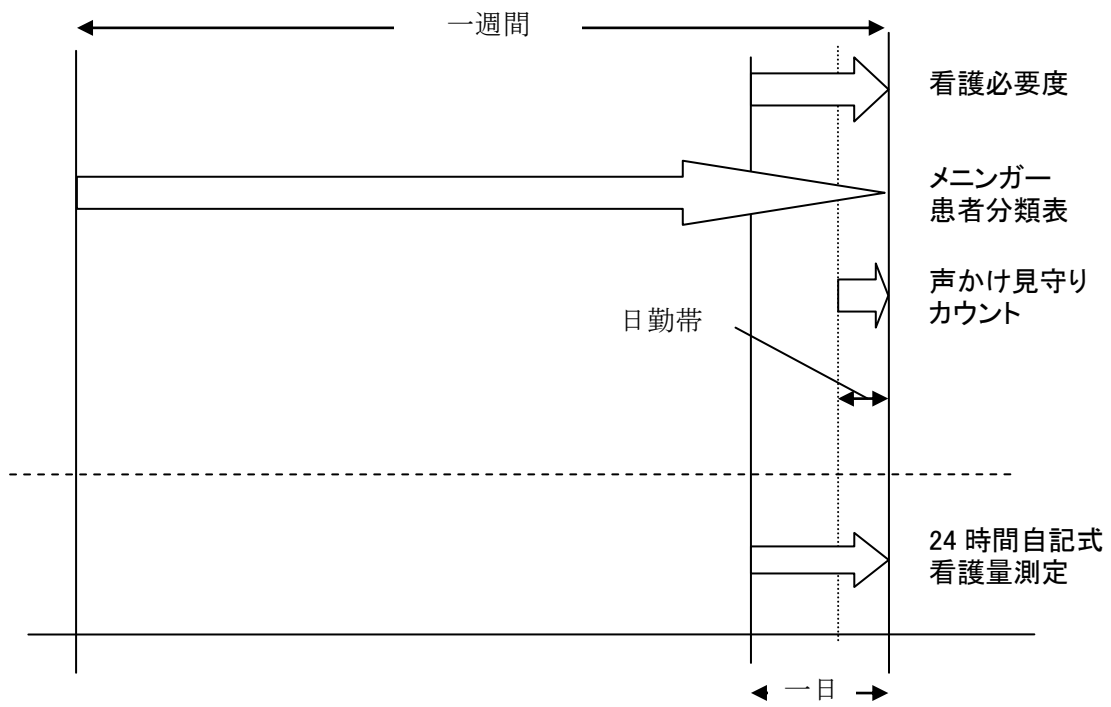 一週間
看護必要度
メニンガー
患者分類表
声かけ見守り
カウント
日勤帯
24 時間自記式
看護量測定
一日